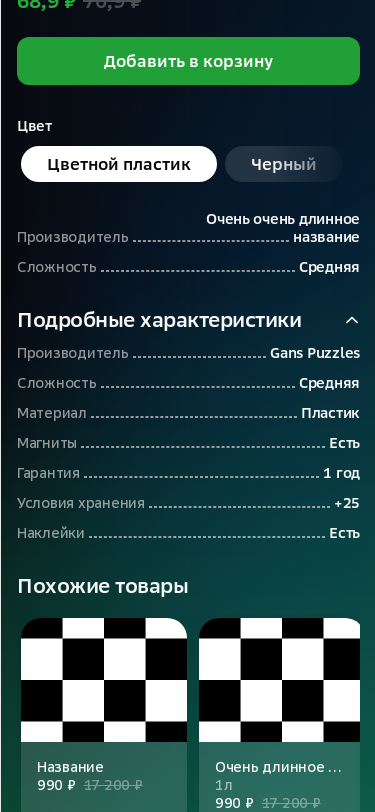 68,9 ₽ 70,9 ₽
Добавить в корзину
Цвет
Цветной пластик Черный
Очень очень длинное
Производитель название
Сложность Средняя
Подробные характеристики
Производитель Gans Puzzles
Сложность Средняя
Материал Пластик
Магниты Есть
Гарантия 1 год
Условия хранения +25
Наклейки Есть
Похожие товары
Название Очень длинное ...
990 ₽ 17 200 ₽ 1л
990 ₽ 17 200 ₽